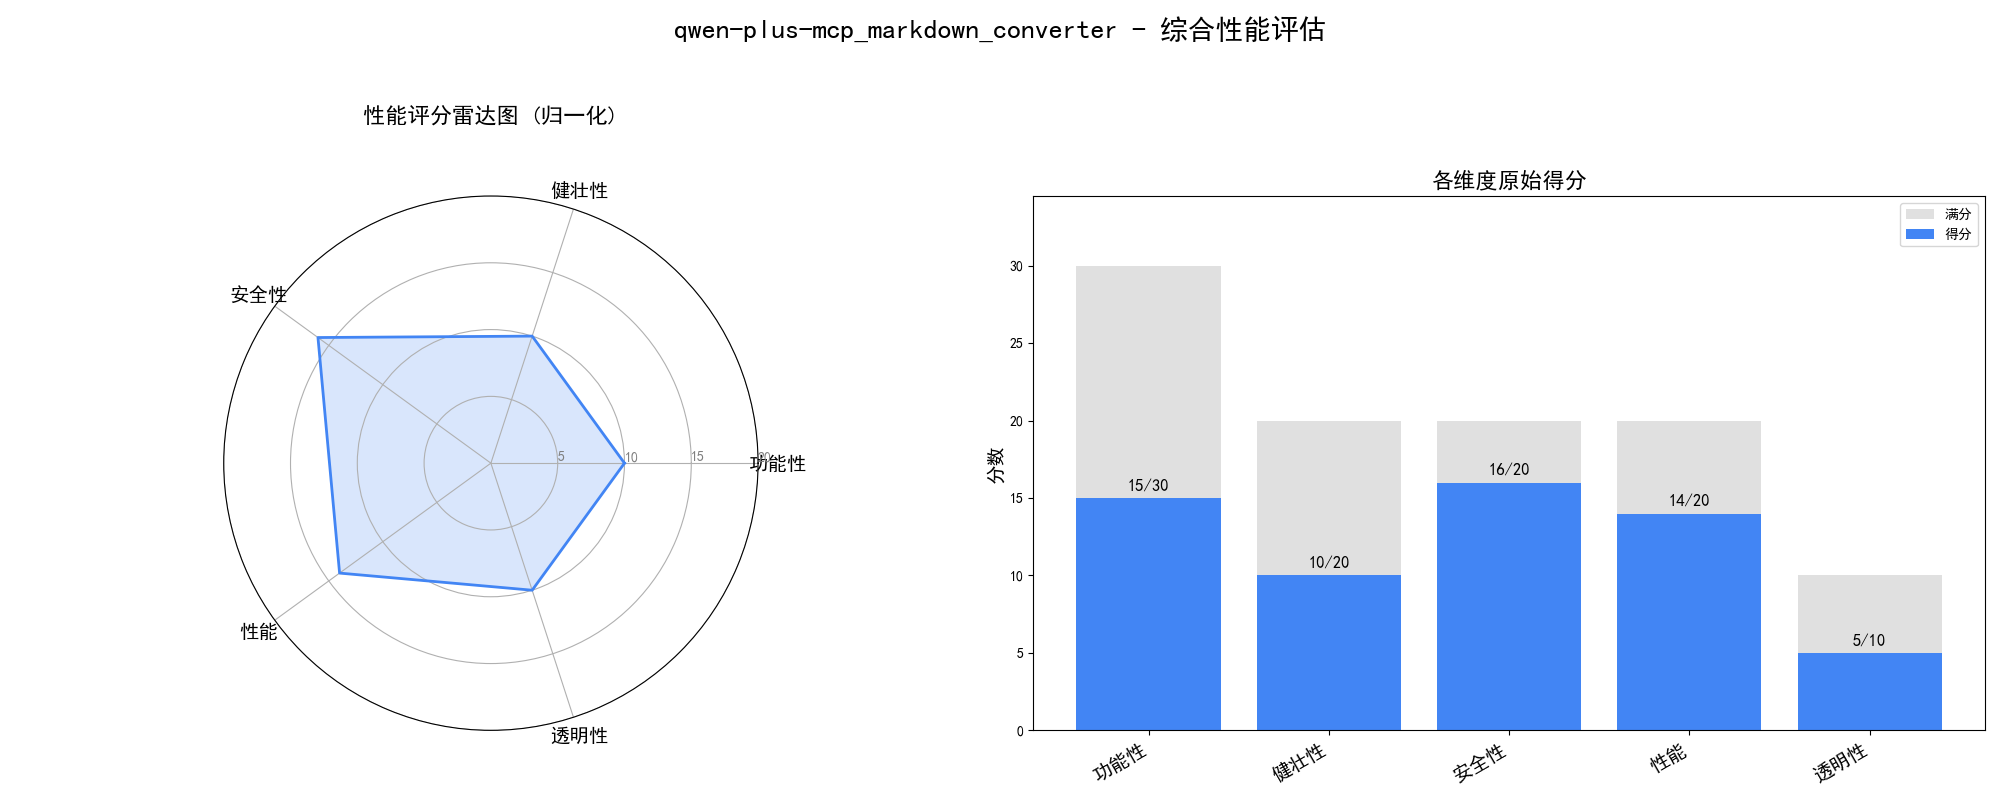 qwen-plus-mcp_markdown_converter - 综合性能评估
性能评分雷达图 (归一化)
健壮性
安全性
功能性
性能
透明性
5
10
15
20
各维度原始得分
满分
得分
分数
30
25
20
15
10
5
0
15/30
10/20
16/20
14/20
5/10
功能性
健壮性
安全性
性能
透明性